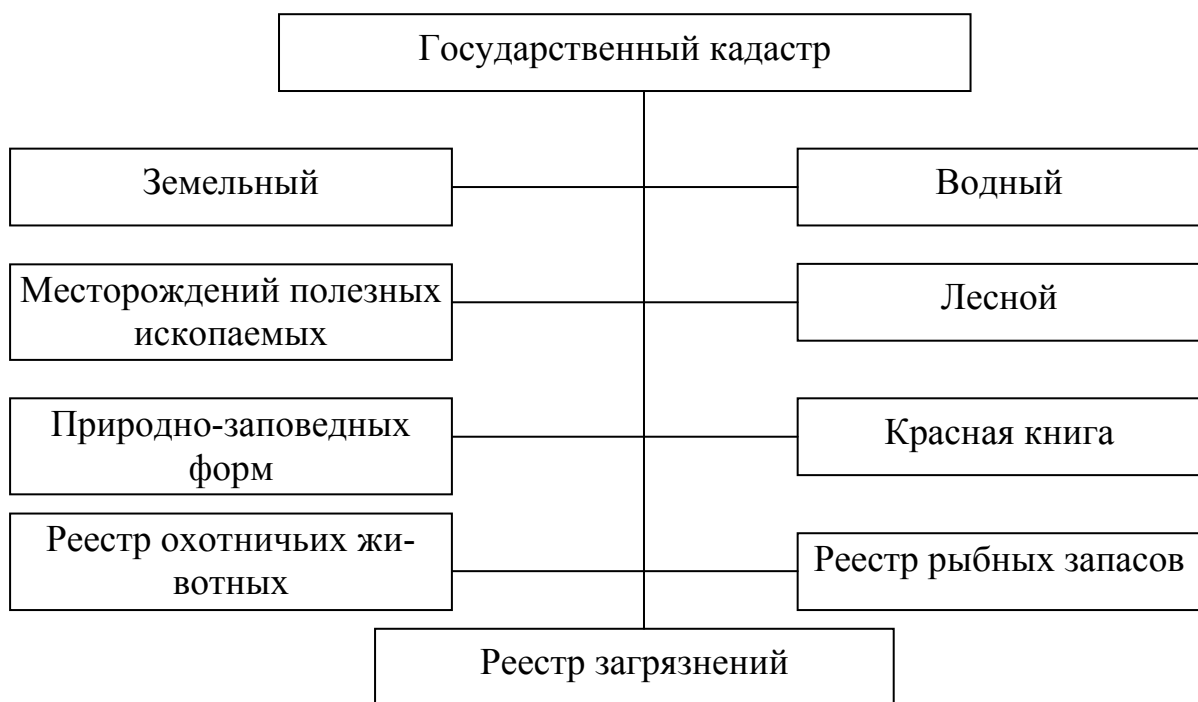 Государственный кадастр
Земельный
Водный
Месторождений полезных
ископаемых
Лесной
Природно-заповедных
форм
Красная книга
Реестр охотничьих жи-
вотных
Реестр рыбных запасов
Реестр загрязнений